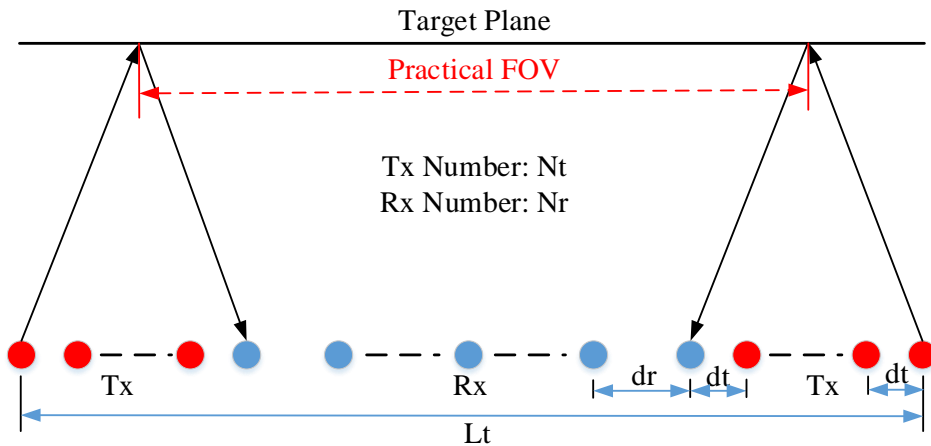 Target Plane
Practical FOV
Tx Number: Nt
Rx Number: Nr
Tx
Rx
dr
dt
Tx
dt
Lt